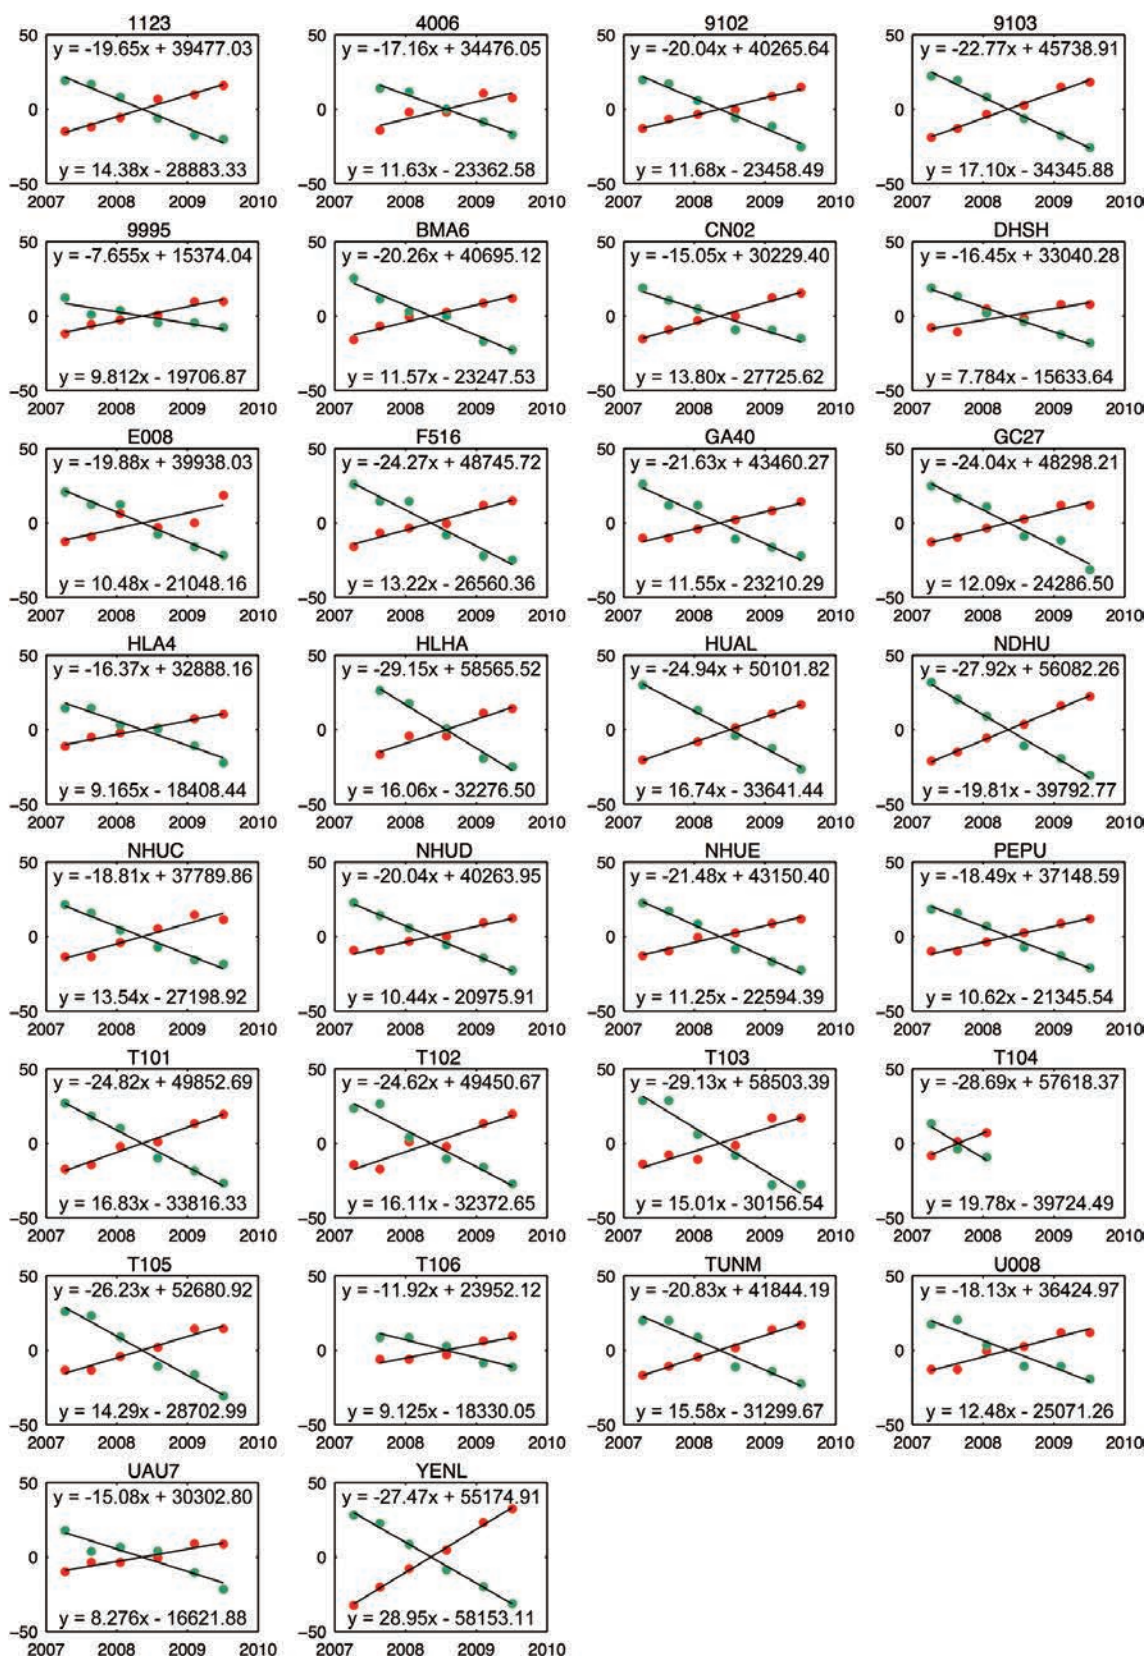 1123 4006 9102 9103
50 50 50 50
y = -19.65x + 39477.03 y = -17.16x + 34476.05 y = -20.04x + 40265.64 y = -22.77x + 45738.91
0 0 0 0
y = 14.38x - 28883.33 y = 11.63x - 23362.58 y = 11.68x - 23458.49 y = 17.10x - 34345.88
−50 −50 −50 −50
2007 2008 2009 2010 2007 2008 2009 2010 2007 2008 2009 2010 2007 2008 2009 2010
9995 BMA6 CN02 DHSH
50 50 50 50
y = -7.655x + 15374.04 y = -20.26x + 40695.12 y = -15.05x + 30229.40 y = -16.45x + 33040.28
0 0 0 0
y = 9.812x - 19706.87 y = 11.57x - 23247.53 y = 13.80x - 27725.62 y = 7.784x - 15633.64
−50 −50 −50 −50
2007 2008 2009 2010 2007 2008 2009 2010 2007 2008 2009 2010 2007 2008 2009 2010
E008 F516 GA40 GC27
50 50 50 50
y = -19.88x + 39938.03 y = -24.27x + 48745.72 y = -21.63x + 43460.27 y = -24.04x + 48298.21
0 0 0 0
y = 10.48x - 21048.16 y = 13.22x - 26560.36 y = 11.55x - 23210.29 y = 12.09x - 24286.50
−50 −50 −50 −50
2007 2008 2009 2010 2007 2008 2009 2010 2007 2008 2009 2010 2007 2008 2009 2010
HLA4 HLHA HUAL NDHU
50 50 50 50
y = -16.37x + 32888.16 y = -29.15x + 58565.52 y = -24.94x + 50101.82 y = -27.92x + 56082.26
0 0 0 0
y = 9.165x - 18408.44 y = 16.06x - 32276.50 y = 16.74x - 33641.44 y = -19.81x - 39792.77
−50 −50 −50 −50
2007 2008 2009 2010 2007 2008 2009 2010 2007 2008 2009 2010 2007 2008 2009 2010
NHUC NHUD NHUE PEPU
50 50 50 50
y = -18.81x + 37789.86 y = -20.04x + 40263.95 y = -21.48x + 43150.40 y = -18.49x + 37148.59
0 0 0 0
y = 13.54x - 27198.92 y = 10.44x - 20975.91 y = 11.25x - 22594.39 y = 10.62x - 21345.54
−50 −50 −50 −50
2007 2008 2009 2010 2007 2008 2009 2010 2007 2008 2009 2010 2007 2008 2009 2010
T101 T102 T103 T104
50 50 50 50
y = -24.82x + 49852.69 y = -24.62x + 49450.67 y = -29.13x + 58503.39 y = -28.69x + 57618.37
0 0 0 0
y = 16.83x - 33816.33 y = 16.11x - 32372.65 y = 15.01x - 30156.54 y = 19.78x - 39724.49
−50 −50 −50 −50
2007 2008 2009 2010 2007 2008 2009 2010 2007 2008 2009 2010 2007 2008 2009 2010
T105 T106 TUNM U008
50 50 50 50
y = -26.23x + 52680.92 y = -11.92x + 23952.12 y = -20.83x + 41844.19 y = -18.13x + 36424.97
0 0 0 0
y = 14.29x - 28702.99 y = 9.125x - 18330.05 y = 15.58x - 31299.67 y = 12.48x - 25071.26
−50 −50 −50 −50
2007 2008 2009 2010 2007 2008 2009 2010 2007 2008 2009 2010 2007 2008 2009 2010
UAU7 YENL
50 50
y = -15.08x + 30302.80 y = -27.47x + 55174.91
0 0
y = 8.276x - 16621.88 y = 28.95x - 58153.11
−50 −50
2007 2008 2009 2010 2007 2008 2009 2010